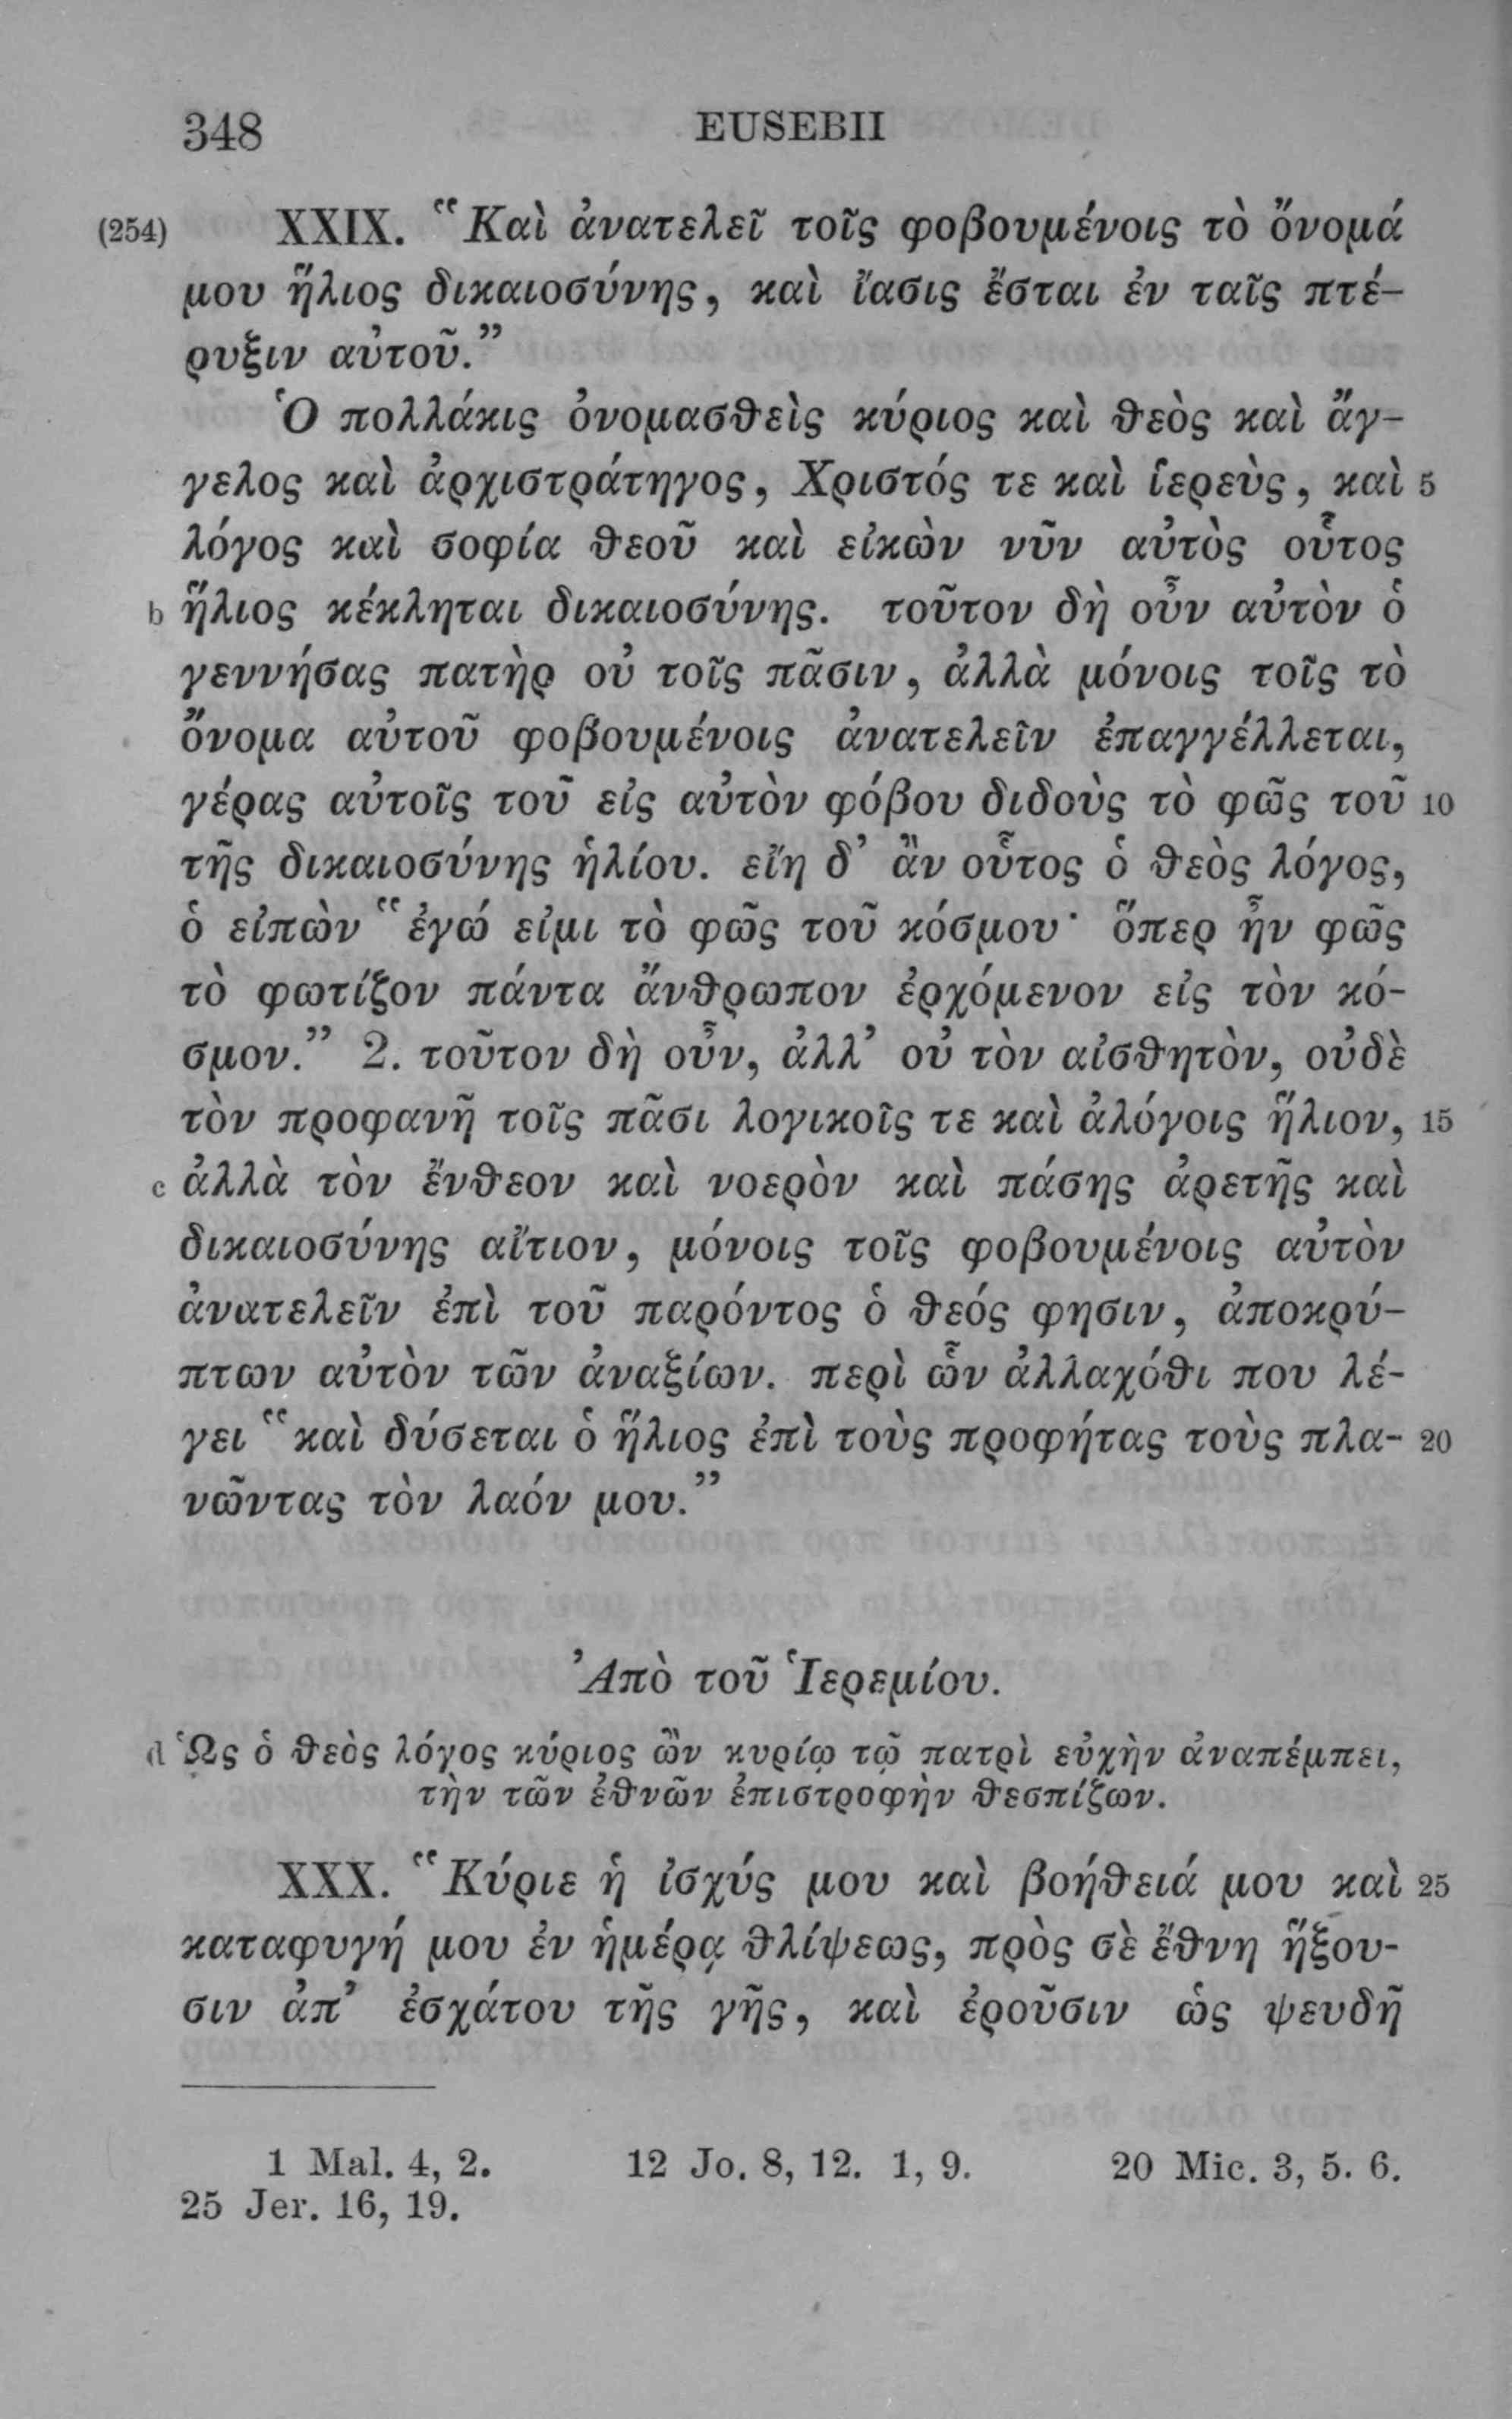 348 EUSEBII
(254) XXIX. “Καὶ ἀνατελεῖ τοῖς φοβουμένοις τὸ ὄνομά
μου ἥλιος δικαιοσύνης, καὶ ἴασις ἔσται ἐν ταῖς πτέ-
ρυξιν αὐτοῦ.”
Ὁ πολλάκις ὀνομασθεὶς κύριος καὶ θεὸς καὶ ἄγ-
γελος καὶ ἀρχιστράτηγος, Χριστός τε καὶ ἱερεὺς, καὶ 5
λόγος καὶ σοφία θεοῦ καὶ εἰκὼν νῦν αὐτὸς οὗτος
b ἥλιος κέκληται δικαιοσύνης. τοῦτον δὴ οὖν αὐτὸν ὁ
γεννήσας πατὴρ οὐ τοῖς πᾶσιν, ἀλλὰ μόνοις τοῖς τὸ
ὄνομα αὐτοῦ φοβουμένοις ἀνατελεῖν ἐπαγγέλλεται,
γέρας αὐτοῖς τοῦ εἰς αὐτὸν φόβου διδοὺς τὸ φῶς τοῦ 10
τῆς δικαιοσύνης ἡλίου. εἴη δ’ ἂν οὗτος ὁ θεὸς λόγος,
ὁ εἰπὼν “ἐγώ εἰμι τὸ φῶς τοῦ κόσμου· ὅπερ ἦν φῶς
τὸ φωτίζον πάντα ἄνθρωπον ἐρχόμενον εἰς τὸν κό-
σμον.” 2. τοῦτον δὴ οὖν, ἀλλ’ οὐ τὸν αἰσθητὸν, οὐδὲ
τὸν προφανῆ τοῖς πᾶσι λογικοῖς τε καὶ ἀλόγοις ἥλιον, 15
c ἀλλὰ τὸν ἔνθεον καὶ νοερὸν καὶ πάσης ἀρετῆς καὶ
δικαιοσύνης αἴτιον, μόνοις τοῖς φοβουμένοις αὐτὸν
ἀνατελεῖν ἐπὶ τοῦ παρόντος ὁ θεός φησιν, ἀποκρύ-
πτων αὐτὸν τῶν ἀναξίων. περὶ ὧν ἀλλαχόθι που λέ-
γει “καὶ δύσεται ὁ ἥλιος ἐπὶ τοὺς προφήτας τοὺς πλα- 20
νῶντας τὸν λαόν μου.”
Ἀπὸ τοῦ Ἱερεμίου.
d Ὡς ὁ θεὸς λόγος κύριος ὢν κυρίῳ τῷ πατρὶ εὐχὴν ἀναπέμπει,
τὴν τῶν ἐθνῶν ἐπιστροφὴν θεσπίζων.
XXX. “Κύριε ἡ ἰσχύς μου καὶ βοήθειά μου καὶ 25
καταφυγή μου ἐν ἡμέρᾳ θλίψεως, πρὸς σὲ ἔθνη ἥξου-
σιν ἀπ’ ἐσχάτου τῆς γῆς, καὶ ἐροῦσιν ὡς ψευδῆ
1 Mal. 4, 2. 12 Jo. 8, 12. 1, 9. 20 Mic. 3, 5. 6.
25 Jer. 16, 19.